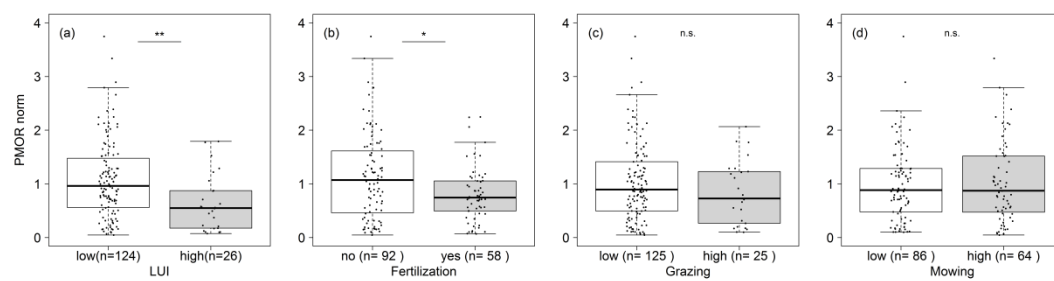 PMOR norm
4
3
2
1
0
(a)
**
low(n=124) high(n=26)
LUI
4
3
2
1
0
(b)
*
no (n= 92 ) yes (n= 58 )
Fertilization
4
3
2
1
0
(c)
n.s.
low (n= 125) high (n= 25 )
Grazing
4
3
2
1
0
(d)
n.s.
low (n= 86 ) high (n= 64 )
Mowing